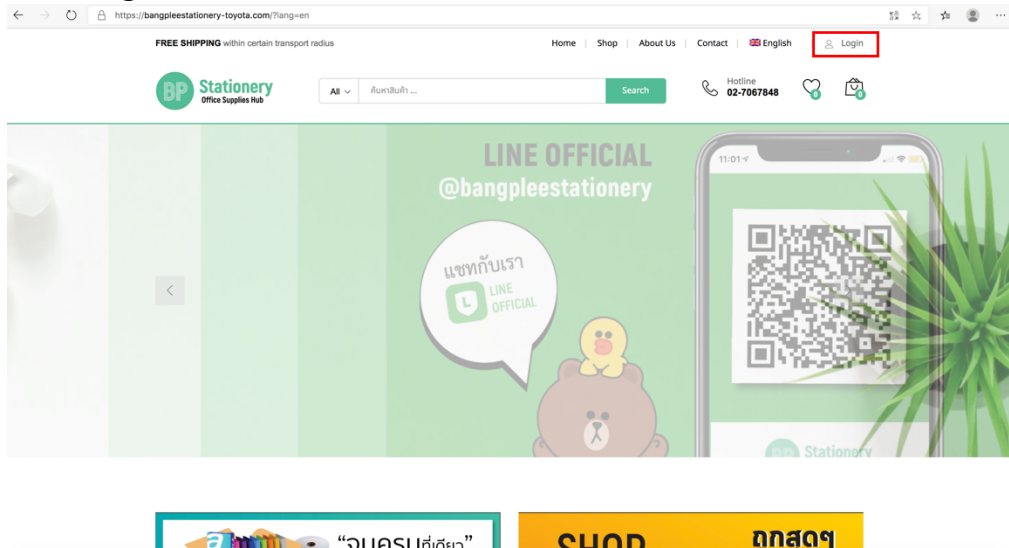 https://bangpleestationery-toyota.com/?lang=en
FREE SHIPPING within certain transport radius
Home Shop About Us Contact English Login
BP Stationery
Office Supplies Hub
All ค้นหาสินค้า ... Search
Hotline
02-7067848
0 0
LINE OFFICIAL
@bangpleestationery
11:01
แชทกับเรา
L LINE
OFFICIAL
BP Stationery
a "จบครบที่เดียว"
SHOP ถูกสุดๆ